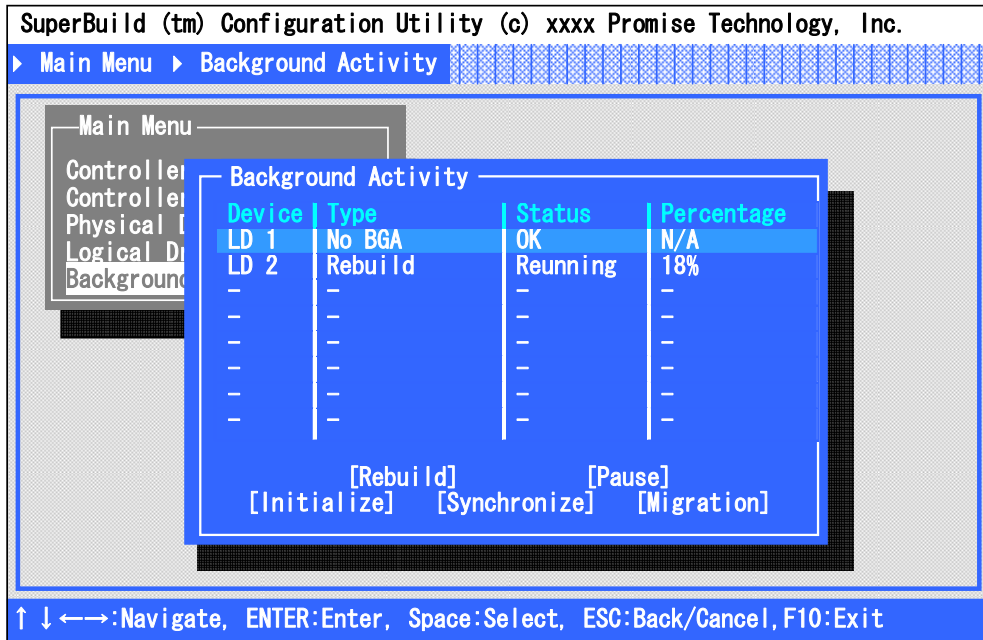 SuperBuild (tm) Configuration Utility (c) xxxx Promise Technology, Inc.
Main Menu ▶ Background Activity
Main Menu
Controller
Controller
Physical D
Logical Dr
Background
Background Activity
Device Type Status Percentage
LD 1 No BGA OK N/A
LD 2 Rebuild Reunning 18%
– – – –
– – – –
– – – –
– – – –
– – – –
– – – –
[Rebuild] [Pause]
[Initialize] [Synchronize] [Migration]
↑↓←→:Navigate, ENTER:Enter, Space:Select, ESC:Back/Cancel,F10:Exit